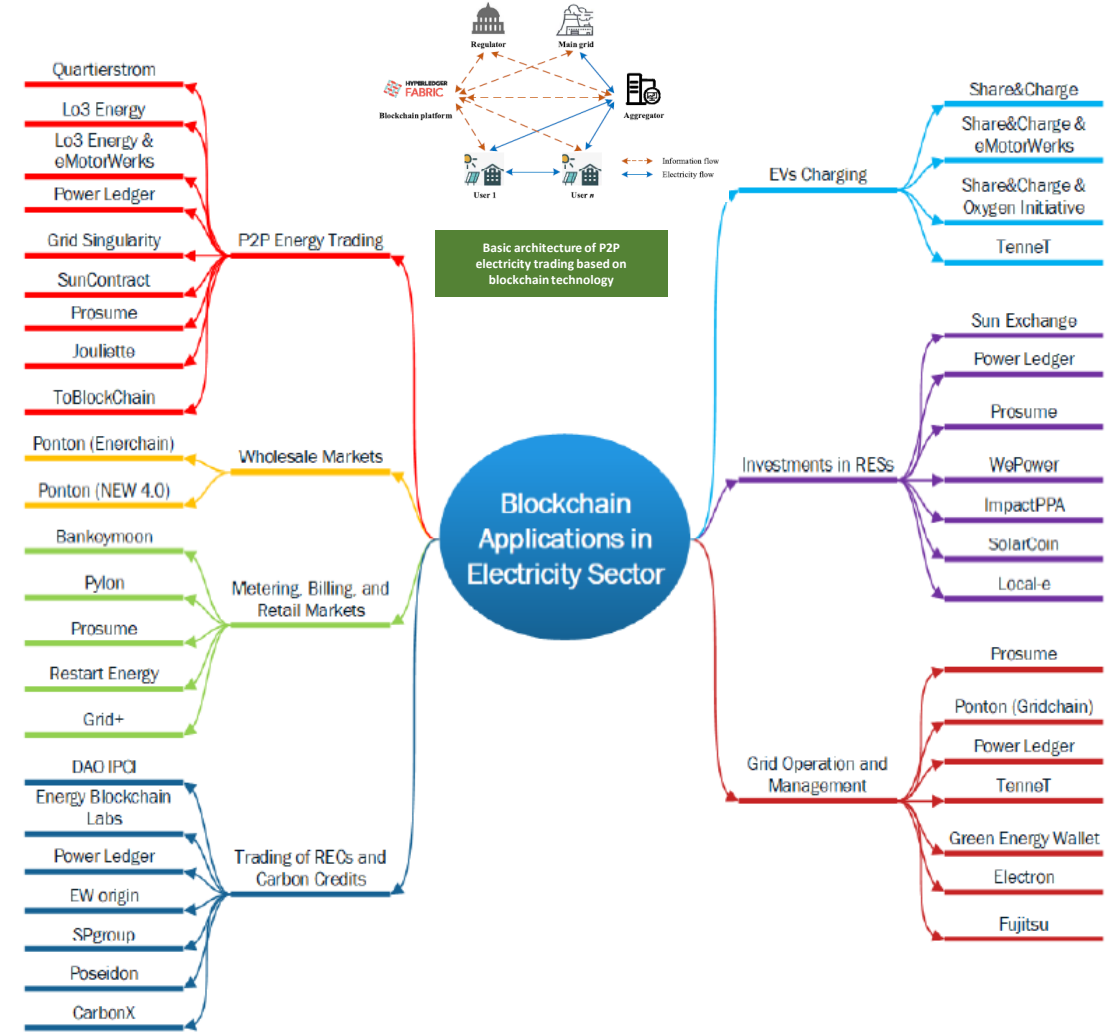 Regulator
Main grid
HYPERLEDGER
FABRIC
Blockchain platform
Aggregator
User 1
User n
Information flow
Electricity flow
Basic architecture of P2P
electricity trading based on
blockchain technology
Blockchain
Applications in
Electricity Sector
P2P Energy Trading
Quartierstrom
Lo3 Energy
Lo3 Energy &
eMotorWerks
Power Ledger
Grid Singularity
SunContract
Prosume
Jouliette
ToBlockChain
Wholesale Markets
Ponton (Enerchain)
Ponton (NEW 4.0)
Metering, Billing, and
Retail Markets
Bankeymoon
Pylon
Prosume
Restart Energy
Grid+
Trading of RECs and
Carbon Credits
DAO IPCI
Energy Blockchain
Labs
Power Ledger
EW origin
SPgroup
Poseidon
CarbonX
EVs Charging
Share&Charge
Share&Charge &
eMotorWerks
Share&Charge &
Oxygen Initiative
TenneT
Investments in RESs
Sun Exchange
Power Ledger
Prosume
WePower
ImpactPPA
SolarCoin
Local-e
Grid Operation and
Management
Prosume
Ponton (Gridchain)
Power Ledger
TenneT
Green Energy Wallet
Electron
Fujitsu